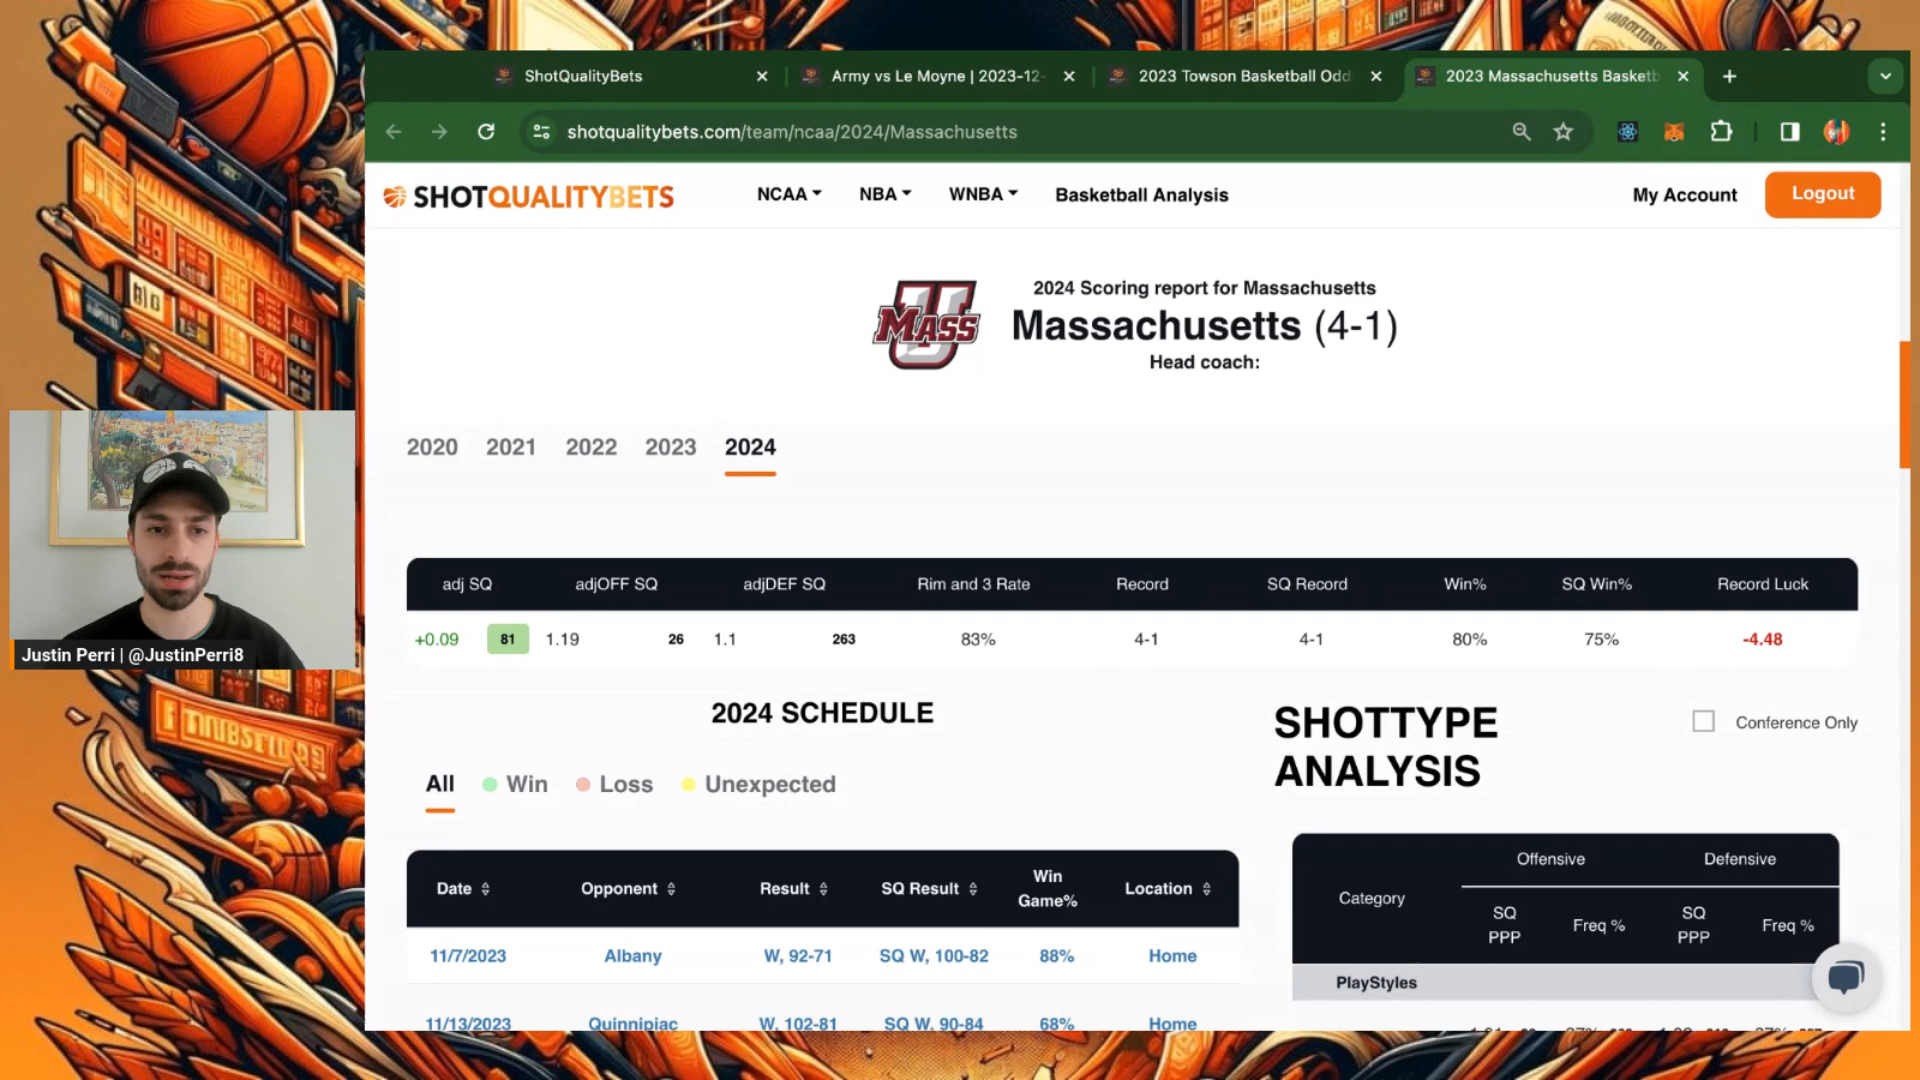 ShotQualityBets
Army vs Le Moyne | 2023-12-
2023 Towson Basketball Odd
2023 Massachusetts Basketb
shotqualitybets.com/team/ncaa/2024/Massachusetts
SHOTQUALITYBETS
NCAA
NBA
WNBA
Basketball Analysis
My Account
Logout
U
MASS
2024 Scoring report for Massachusetts
Massachusetts (4-1)
Head coach:
2020 2021 2022 2023 2024
adj SQ adjOFF SQ adjDEF SQ Rim and 3 Rate Record SQ Record Win% SQ Win% Record Luck
+0.09 81 1.19 26 1.1 263 83% 4-1 4-1 80% 75% -4.48
2024 SCHEDULE
All Win Loss Unexpected
Date Opponent Result SQ Result Win Game% Location
11/7/2023 Albany W, 92-71 SQ W, 100-82 88% Home
11/13/2023 Quinnipiac W, 102-81 SQ W, 90-84 68% Home
SHOTTYPE
ANALYSIS
Conference Only
Offensive Defensive
Category SQ PPP Freq % SQ PPP Freq %
PlayStyles
Justin Perri | @JustinPerri8